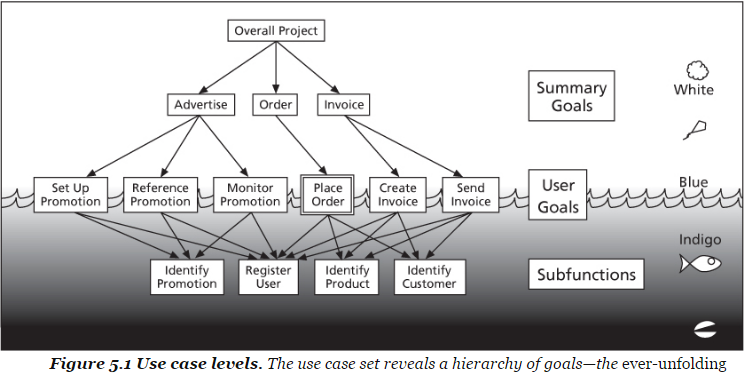 Overall Project
Summary
Goals
White
Advertise
Order
Invoice
Set Up
Promotion
Reference
Promotion
Monitor
Promotion
Place
Order
Create
Invoice
Send
Invoice
User
Goals
Blue
Indigo
Identify
Promotion
Register
User
Identify
Product
Identify
Customer
Subfunctions
Figure 5.1 Use case levels. The use case set reveals a hierarchy of goals—the ever-unfolding